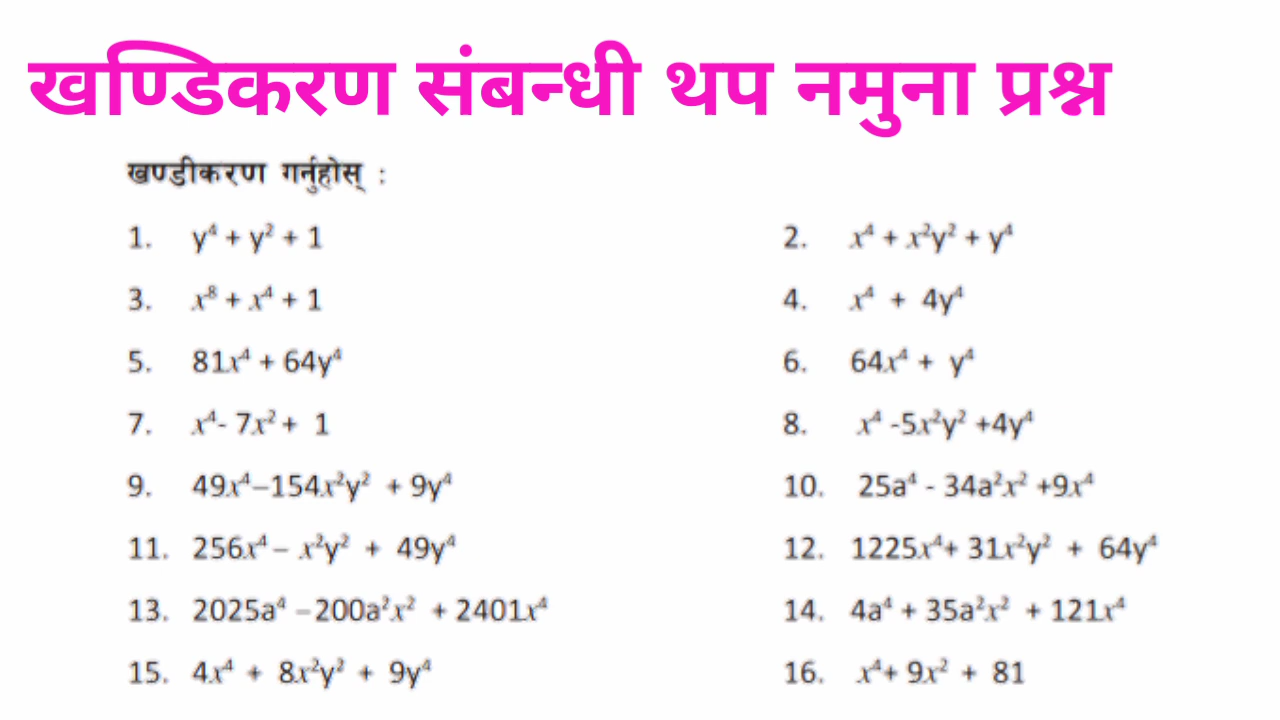 खण्डिकरण संबन्धी थप नमुना प्रश्न
खण्डीकरण गर्नुहोस् :
1. y⁴ + y² + 1
2. x⁴ + x²y² + y⁴
3. x⁸ + x⁴ + 1
4. x⁴ + 4y⁴
5. 81x⁴ + 64y⁴
6. 64x⁴ + y⁴
7. x⁴- 7x² + 1
8. x⁴ -5x²y² +4y⁴
9. 49x⁴–154x²y² + 9y⁴
10. 25a⁴ - 34a²x² +9x⁴
11. 256x⁴ – x²y² + 49y⁴
12. 1225x⁴+ 31x²y² + 64y⁴
13. 2025a⁴ –200a²x² + 2401x⁴
14. 4a⁴ + 35a²x² + 121x⁴
15. 4x⁴ + 8x²y² + 9y⁴
16. x⁴+ 9x² + 81